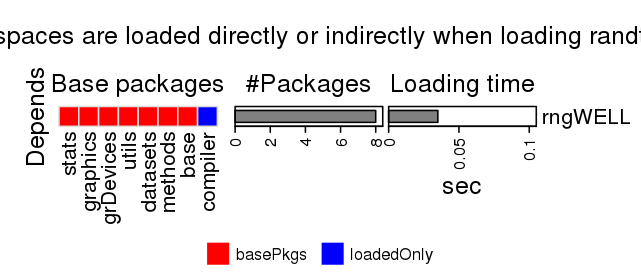 spaces are loaded directly or indirectly when loading rand
Base packages
#Packages
Loading time
Depends
rngWELL
stats
graphics
grDevices
utils
datasets
methods
base
compiler
0
2
4
6
8
0
0.05
0.1
sec
basePkgs
loadedOnly